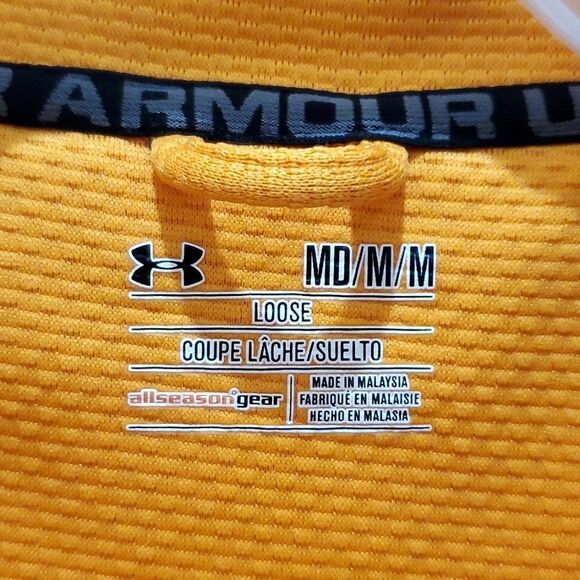 R ARMOUR U
MD/M/M
LOOSE
COUPE LÂCHE/SUELTO
allseasongear
MADE IN MALAYSIA
FABRIQUÉ EN MALAISIE
HECHO EN MALASIA